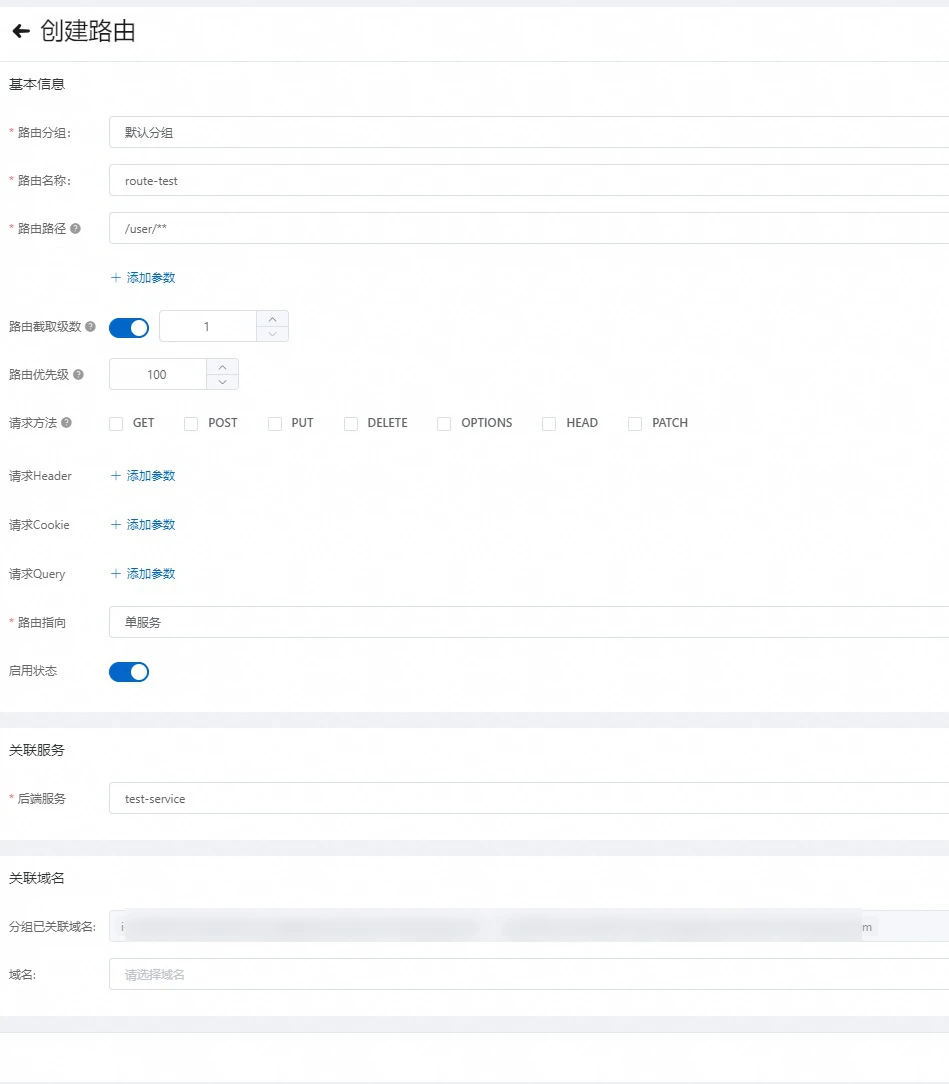 创建路由
基本信息
* 路由分组: 默认分组
* 路由名称: route-test
* 路由路径 ? /user/**
+ 添加参数
路由截取级数 ? 1
路由优先级 ? 100
请求方法 ? GET POST PUT DELETE OPTIONS HEAD PATCH
请求Header + 添加参数
请求Cookie + 添加参数
请求Query + 添加参数
* 路由指向 单服务
启用状态
关联服务
* 后端服务 test-service
关联域名
分组已关联域名:
域名: 请选择域名